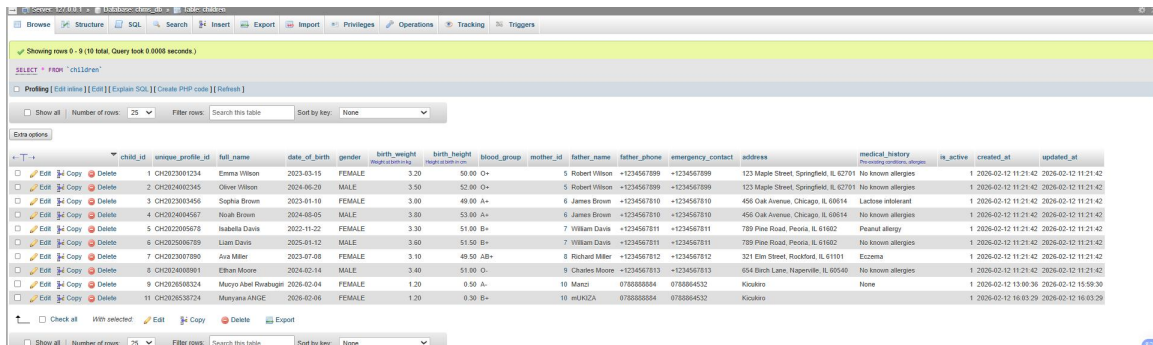 Server: 127.0.0.1 » Database: chms_db » Table: children
Browse Structure SQL Search Insert Export Import Privileges Operations Tracking Triggers
Showing rows 0 - 9 (10 total, Query took 0.0008 seconds.)
SELECT * FROM `children`
Profiling [ Edit inline ] [ Edit ] [ Explain SQL ] [ Create PHP code ] [ Refresh ]
Show all | Number of rows: 25 Filter rows: Search this table Sort by key: None
Extra options
child_id unique_profile_id full_name date_of_birth gender birth_weight birth_height blood_group mother_id father_name father_phone emergency_contact address medical_history is_active created_at updated_at
Weight at birth in kg Height at birth in cm Pre-existing conditions, allergies
Edit Copy Delete 1 CH2023001234 Emma Wilson 2023-03-15 FEMALE 3.20 50.00 O+ 5 Robert Wilson +1234567899 +1234567899 123 Maple Street, Springfield, IL 62701 No known allergies 1 2026-02-12 11:21:42 2026-02-12 11:21:42
Edit Copy Delete 2 CH2024002345 Oliver Wilson 2024-06-20 MALE 3.50 52.00 O+ 5 Robert Wilson +1234567899 +1234567899 123 Maple Street, Springfield, IL 62701 No known allergies 1 2026-02-12 11:21:42 2026-02-12 11:21:42
Edit Copy Delete 3 CH2023003456 Sophia Brown 2023-01-10 FEMALE 3.00 49.00 A+ 6 James Brown +1234567810 +1234567810 456 Oak Avenue, Chicago, IL 60614 Lactose intolerant 1 2026-02-12 11:21:42 2026-02-12 11:21:42
Edit Copy Delete 4 CH2024004567 Noah Brown 2024-08-05 MALE 3.80 53.00 A+ 6 James Brown +1234567810 +1234567810 456 Oak Avenue, Chicago, IL 60614 No known allergies 1 2026-02-12 11:21:42 2026-02-12 11:21:42
Edit Copy Delete 5 CH2022005678 Isabella Davis 2022-11-22 FEMALE 3.30 51.00 B+ 7 William Davis +1234567811 +1234567811 789 Pine Road, Peoria, IL 61602 Peanut allergy 1 2026-02-12 11:21:42 2026-02-12 11:21:42
Edit Copy Delete 6 CH2025006789 Liam Davis 2025-01-12 MALE 3.60 51.50 B+ 7 William Davis +1234567811 +1234567811 789 Pine Road, Peoria, IL 61602 No known allergies 1 2026-02-12 11:21:42 2026-02-12 11:21:42
Edit Copy Delete 7 CH2023007890 Ava Miller 2023-07-08 FEMALE 3.10 49.50 AB+ 8 Richard Miller +1234567812 +1234567812 321 Elm Street, Rockford, IL 61101 Eczema 1 2026-02-12 11:21:42 2026-02-12 11:21:42
Edit Copy Delete 8 CH2024008901 Ethan Moore 2024-02-14 MALE 3.40 51.00 O- 9 Charles Moore +1234567813 +1234567813 654 Birch Lane, Naperville, IL 60540 No known allergies 1 2026-02-12 11:21:42 2026-02-12 11:21:42
Edit Copy Delete 9 CH2026508324 Mucyo Abel Rwabugiri 2026-02-04 FEMALE 1.20 0.50 A- 10 Manzi 0788888884 0788864532 Kicukiro None 1 2026-02-12 13:00:36 2026-02-12 15:59:30
Edit Copy Delete 11 CH2026538724 Munyana ANGE 2026-02-06 FEMALE 1.20 0.30 B+ 10 mUKIZA 0788888884 0788864532 Kicukiro 1 2026-02-12 16:03:29 2026-02-12 16:03:29
Check all With selected: Edit Copy Delete Export
Show all | Number of rows: 25 Filter rows: Search this table Sort by key: None